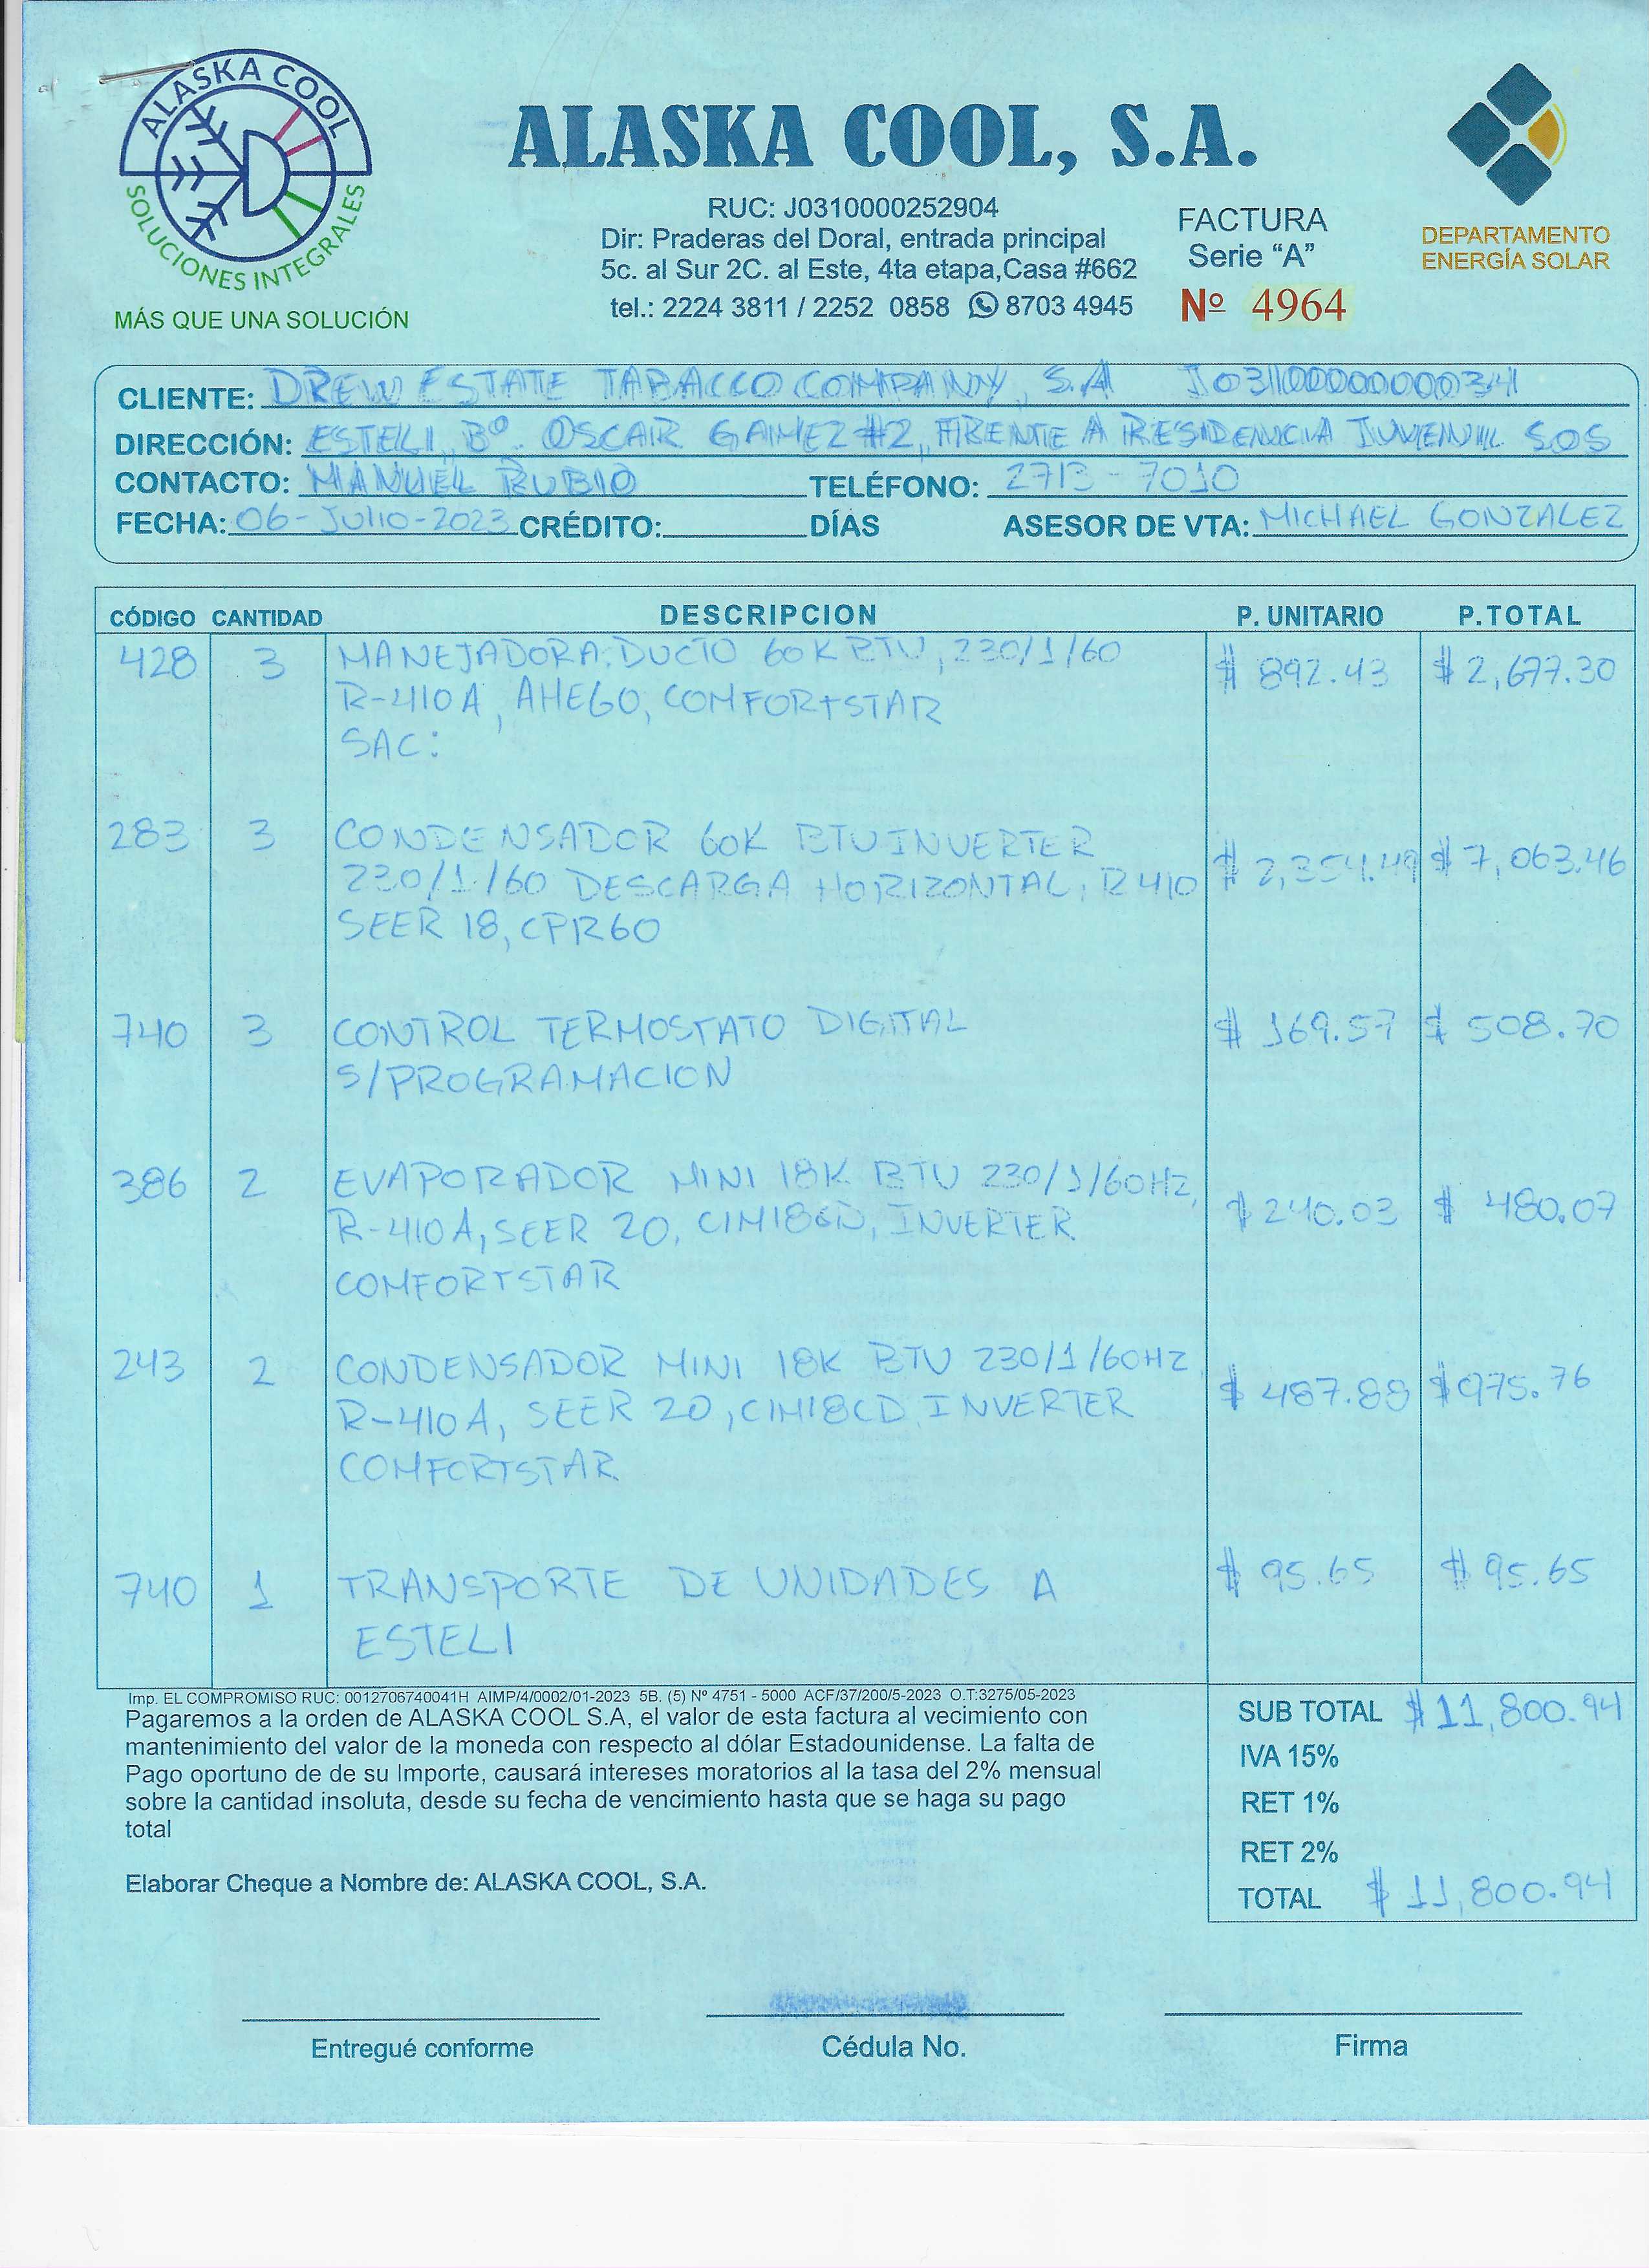 ALASKA COOL
SOLUCIONES INTEGRALES
MÁS QUE UNA SOLUCIÓN
ALASKA COOL, S.A.
RUC: J0310000252904
Dir: Praderas del Doral, entrada principal
5c. al Sur 2C. al Este, 4ta etapa,Casa #662
tel.: 2224 3811 / 2252 0858 8703 4945
FACTURA
Serie “A”
Nº 4964
DEPARTAMENTO
ENERGÍA SOLAR
CLIENTE: DREW ESTATE TABACCO COMPANY, S.A
DIRECCIÓN: ESTELI, Bº. OSCAR GAMEZ #2, FRENTE A RESIDENCIA JUVENIL SOS
CONTACTO: MANUEL RUBIO TELÉFONO: 2713 - 7010
FECHA: 06-Julio-2023 CRÉDITO: DÍAS ASESOR DE VTA: MICHAEL GONZALEZ
CÓDIGO CANTIDAD DESCRIPCION P. UNITARIO P.TOTAL
428 3 MANEJADORA: DUCTO 60K BTU, 230/1/60 $ 892.43 $ 2,677.30
R-410A, AHE60, COMFORTSTAR
SAC:
283 3 CONDENSADOR 60K BTU INVERTER $ 7,063.46
230/1/60 DESCARGA HORIZONTAL, R410
SEER 18, CPR60
740 3 CONTROL TERMOSTATO DIGITAL $ 169.57 $ 508.70
S/PROGRAMACION
386 2 EVAPORADOR MINI 18K BTU 230/1/60HZ, $ 240.03 $ 480.07
R-410A, SEER 20, INVERTER
COMFORTSTAR
243 2 CONDENSADOR MINI 18K BTU 230/1/60HZ $ 487.88 $975.76
R-410A, SEER 20, CIM18CD INVERTER
COMFORTSTAR
740 1 TRANSPORTE DE UNIDADES A $ 95.65 $ 95.65
ESTELI
Imp. EL COMPROMISO RUC: 0012706740041H AIMP/4/0002/01-2023 5B. (5) Nº 4751 - 5000 ACF/37/200/5-2023 O.T:3275/05-2023
Pagaremos a la orden de ALASKA COOL S.A, el valor de esta factura al vecimiento con
mantenimiento del valor de la moneda con respecto al dólar Estadounidense. La falta de
Pago oportuno de de su Importe, causará intereses moratorios al la tasa del 2% mensual
sobre la cantidad insoluta, desde su fecha de vencimiento hasta que se haga su pago
total
Elaborar Cheque a Nombre de: ALASKA COOL, S.A.
SUB TOTAL $ 11,800.94
IVA 15%
RET 1%
RET 2%
TOTAL $ 11,800.94
Entregué conforme
Cédula No.
Firma